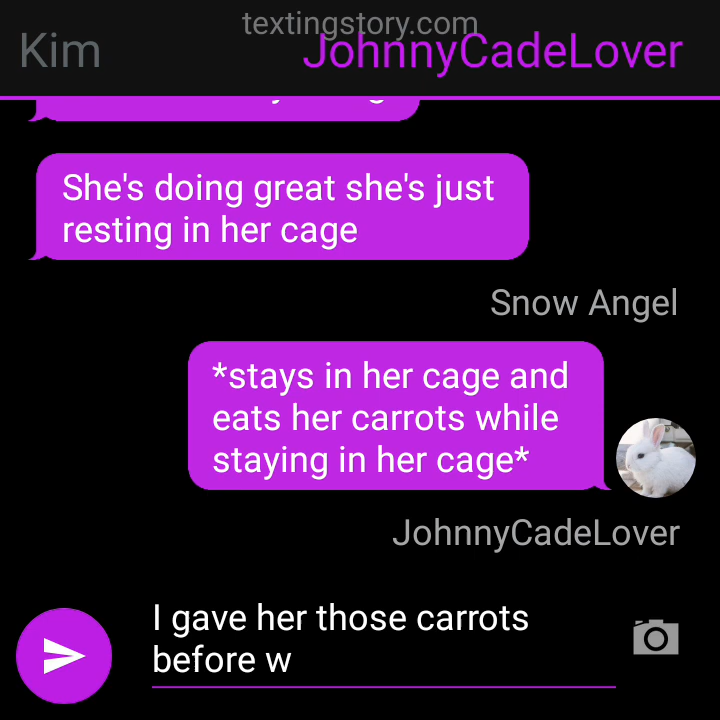 textingstory.com
Kim
JohnnyCadeLover
She's doing great she's just
resting in her cage
Snow Angel
*stays in her cage and
eats her carrots while
staying in her cage*
JohnnyCadeLover
I gave her those carrots
before w